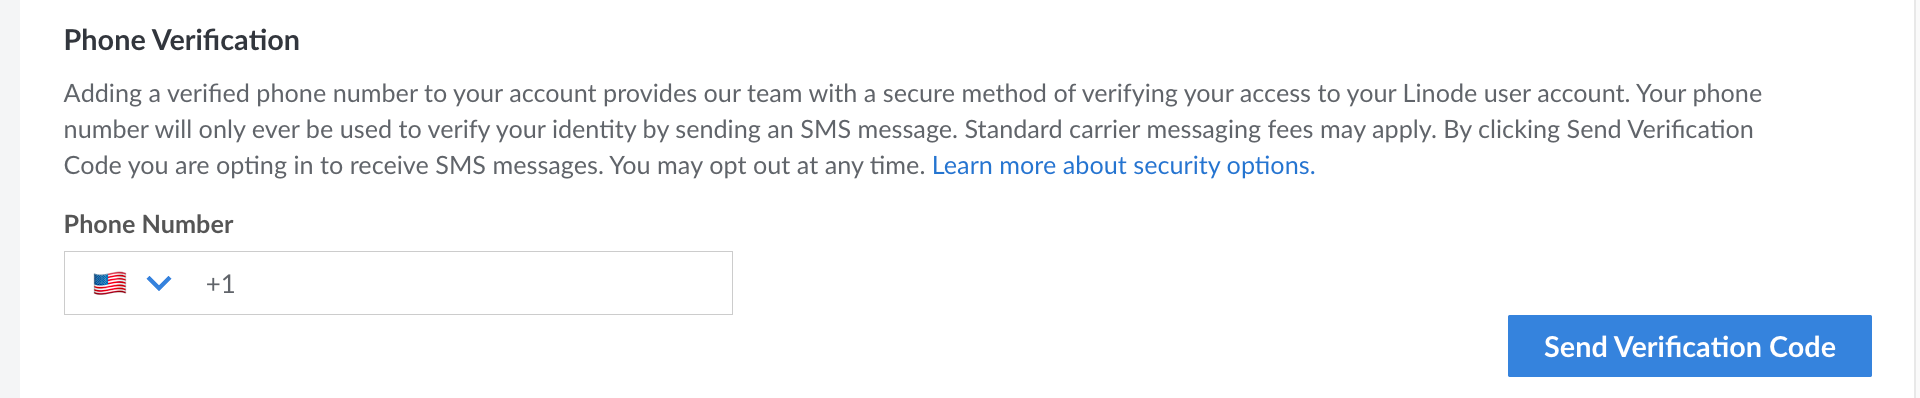 Phone Verification
Adding a verified phone number to your account provides our team with a secure method of verifying your access to your Linode user account. Your phone
number will only ever be used to verify your identity by sending an SMS message. Standard carrier messaging fees may apply. By clicking Send Verification
Code you are opting in to receive SMS messages. You may opt out at any time. Learn more about security options.
Phone Number
+1
Send Verification Code